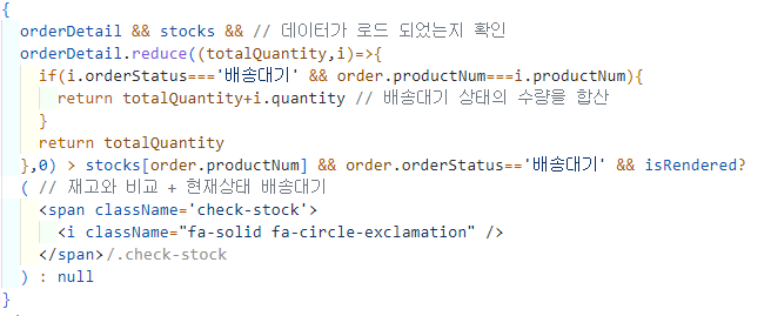 {
orderDetail && stocks && // 데이터가 로드 되었는지 확인
orderDetail.reduce((totalQuantity,i)=>{
if(i.orderStatus==='배송대기' && order.productNum===i.productNum){
return totalQuantity+i.quantity // 배송대기 상태의 수량을 합산
}
return totalQuantity
},0) > stocks[order.productNum] && order.orderStatus=='배송대기' && isRendered?
( // 재고와 비교 + 현재상태 배송대기
<span className='check-stock'>
<i className="fa-solid fa-circle-exclamation" />
</span>/.check-stock
) : null
}